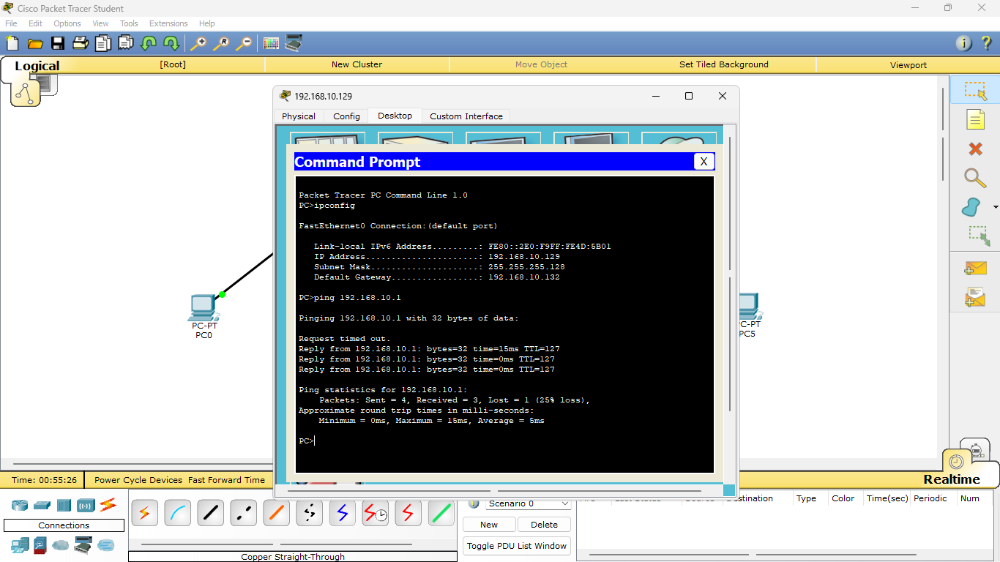 Cisco Packet Tracer Student
File Edit Options View Tools Extensions Help
Logical [Root] New Cluster Move Object Set Tiled Background Viewport
192.168.10.129
Physical Config Desktop Custom Interface
Command Prompt X
Packet Tracer PC Command Line 1.0
PC>ipconfig
FastEthernet0 Connection:(default port)
Link-local IPv6 Address.........: FE80::2E0:F9FF:FE4D:5B01
IP Address......................: 192.168.10.129
Subnet Mask.....................: 255.255.255.128
Default Gateway.................: 192.168.10.132
PC>ping 192.168.10.1
Pinging 192.168.10.1 with 32 bytes of data:
Request timed out.
Reply from 192.168.10.1: bytes=32 time=15ms TTL=127
Reply from 192.168.10.1: bytes=32 time=0ms TTL=127
Reply from 192.168.10.1: bytes=32 time=0ms TTL=127
Ping statistics for 192.168.10.1:
Packets: Sent = 4, Received = 3, Lost = 1 (25% loss),
Approximate round trip times in milli-seconds:
Minimum = 0ms, Maximum = 15ms, Average = 5ms
PC>
PC-PT
PC0
C-PT
PC5
Time: 00:55:26 Power Cycle Devices Fast Forward Time Realtime
Connections
Copper Straight-Through
Scenario 0
New Delete
Toggle PDU List Window
Type Color Time(sec) Periodic Num